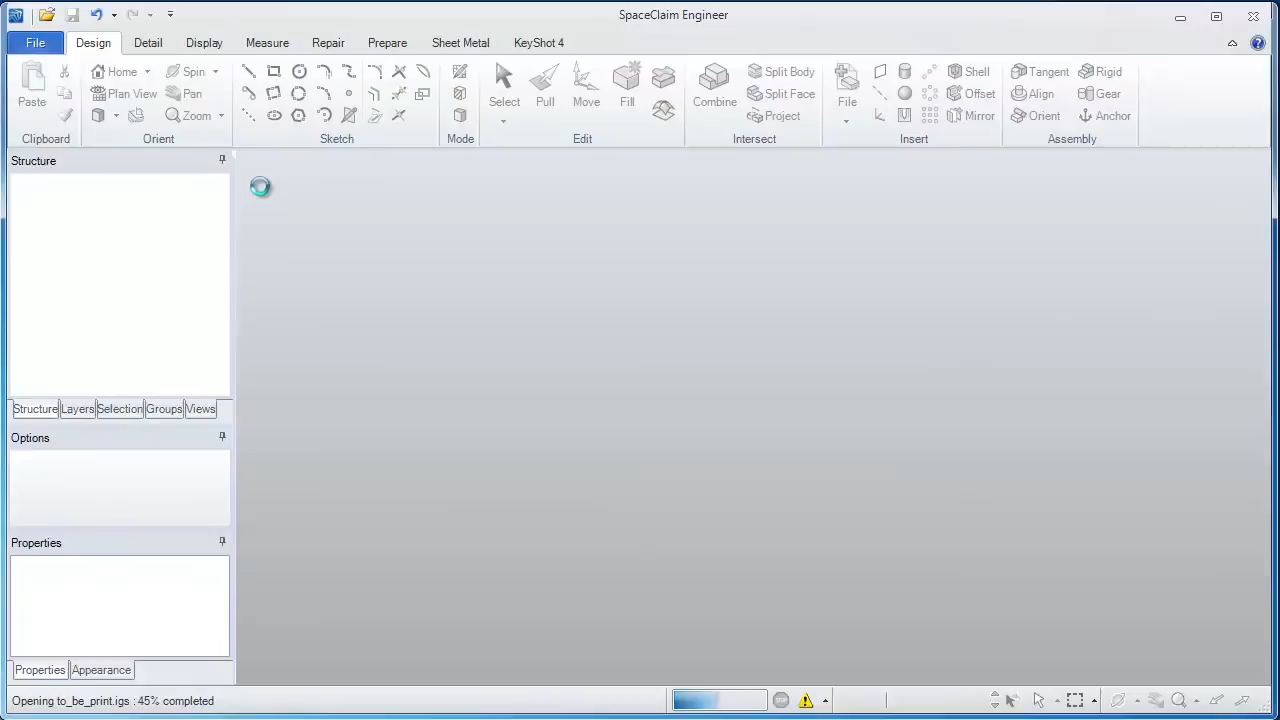 SpaceClaim Engineer
File Design Detail Display Measure Repair Prepare Sheet Metal KeyShot 4
Home Spin Tangent Rigid
Split Body Shell
Plan View Pan Split Face Offset Align Gear
Paste Select Pull Move Fill Combine File
Zoom Project Mirror Orient Anchor
Clipboard Orient Sketch Mode Edit Intersect Insert Assembly
Structure
Structure Layers Selection Groups Views
Options
Properties
Properties Appearance
Opening to_be_print.igs : 45% completed